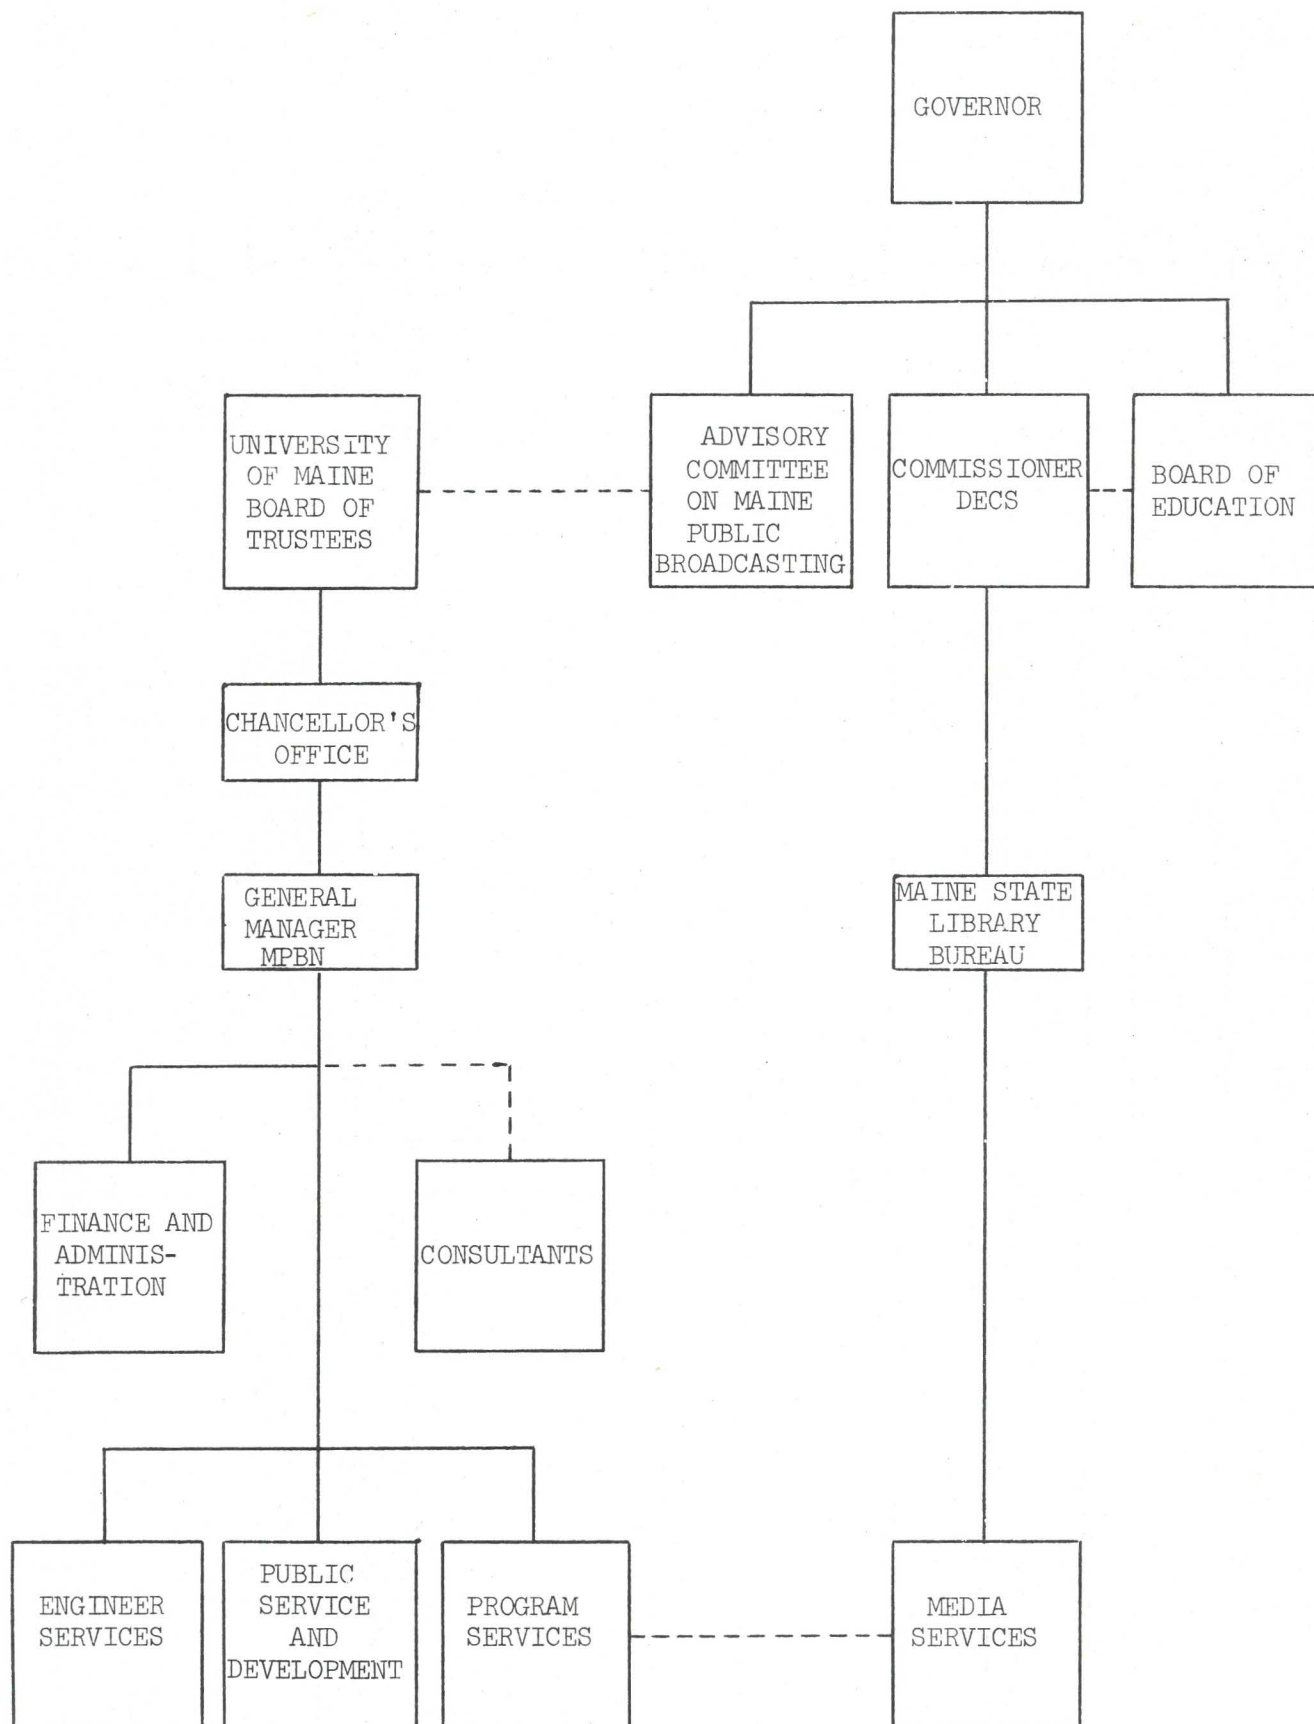 GOVERNOR
UNIVERSITY
OF MAINE
BOARD OF
TRUSTEES
ADVISORY
COMMITTEE
ON MAINE
PUBLIC
BROADCASTING
COMMISSIONER
DECS
BOARD OF
EDUCATION
CHANCELLOR'S
OFFICE
GENERAL
MANAGER
MPBN
MAINE STATE
LIBRARY
BUREAU
FINANCE AND
ADMINIS-
TRATION
CONSULTANTS
ENGINEER
SERVICES
PUBLIC
SERVICE
AND
DEVELOPMENT
PROGRAM
SERVICES
MEDIA
SERVICES